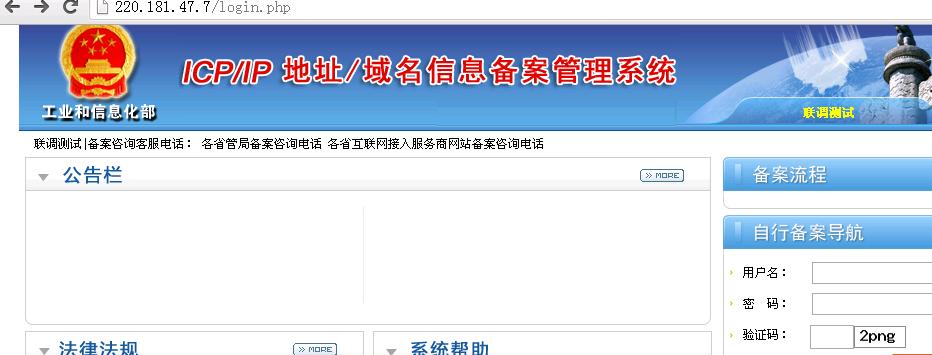 220.181.47.7/login.php
ICP/IP 地址/域名信息备案管理系统
工业和信息化部
联调测试
联调测试|备案咨询客服电话： 各省管局备案咨询电话 各省互联网接入服务商网站备案咨询电话
公告栏
MORE
备案流程
自行备案导航
用户名：
密 码：
验证码：
2png
法律法规
MORE
系统帮助